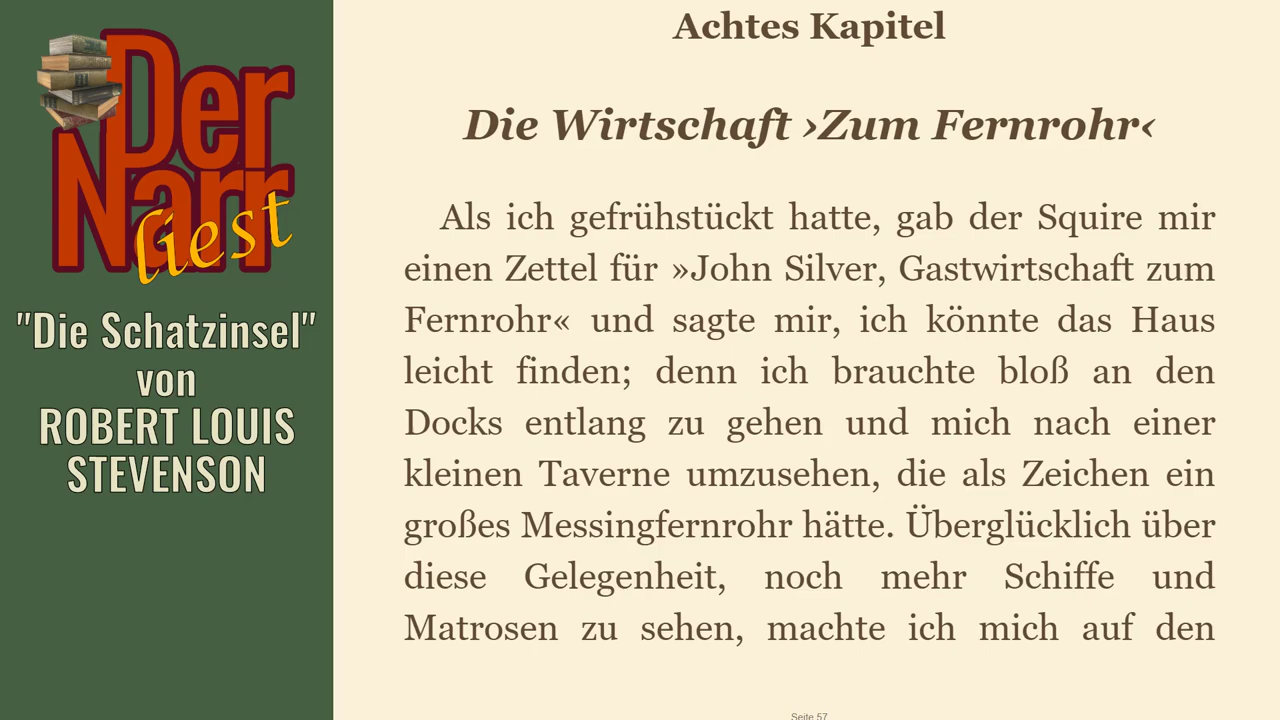 Der
Narr
liest
"Die Schatzinsel"
von
ROBERT LOUIS
STEVENSON
Achtes Kapitel
Die Wirtschaft ›Zum Fernrohr‹
Als ich gefrühstückt hatte, gab der Squire mir
einen Zettel für »John Silver, Gastwirtschaft zum
Fernrohr« und sagte mir, ich könnte das Haus
leicht finden; denn ich brauchte bloß an den
Docks entlang zu gehen und mich nach einer
kleinen Taverne umzusehen, die als Zeichen ein
großes Messingfernrohr hätte. Überglücklich über
diese Gelegenheit, noch mehr Schiffe und
Matrosen zu sehen, machte ich mich auf den
Seite 57